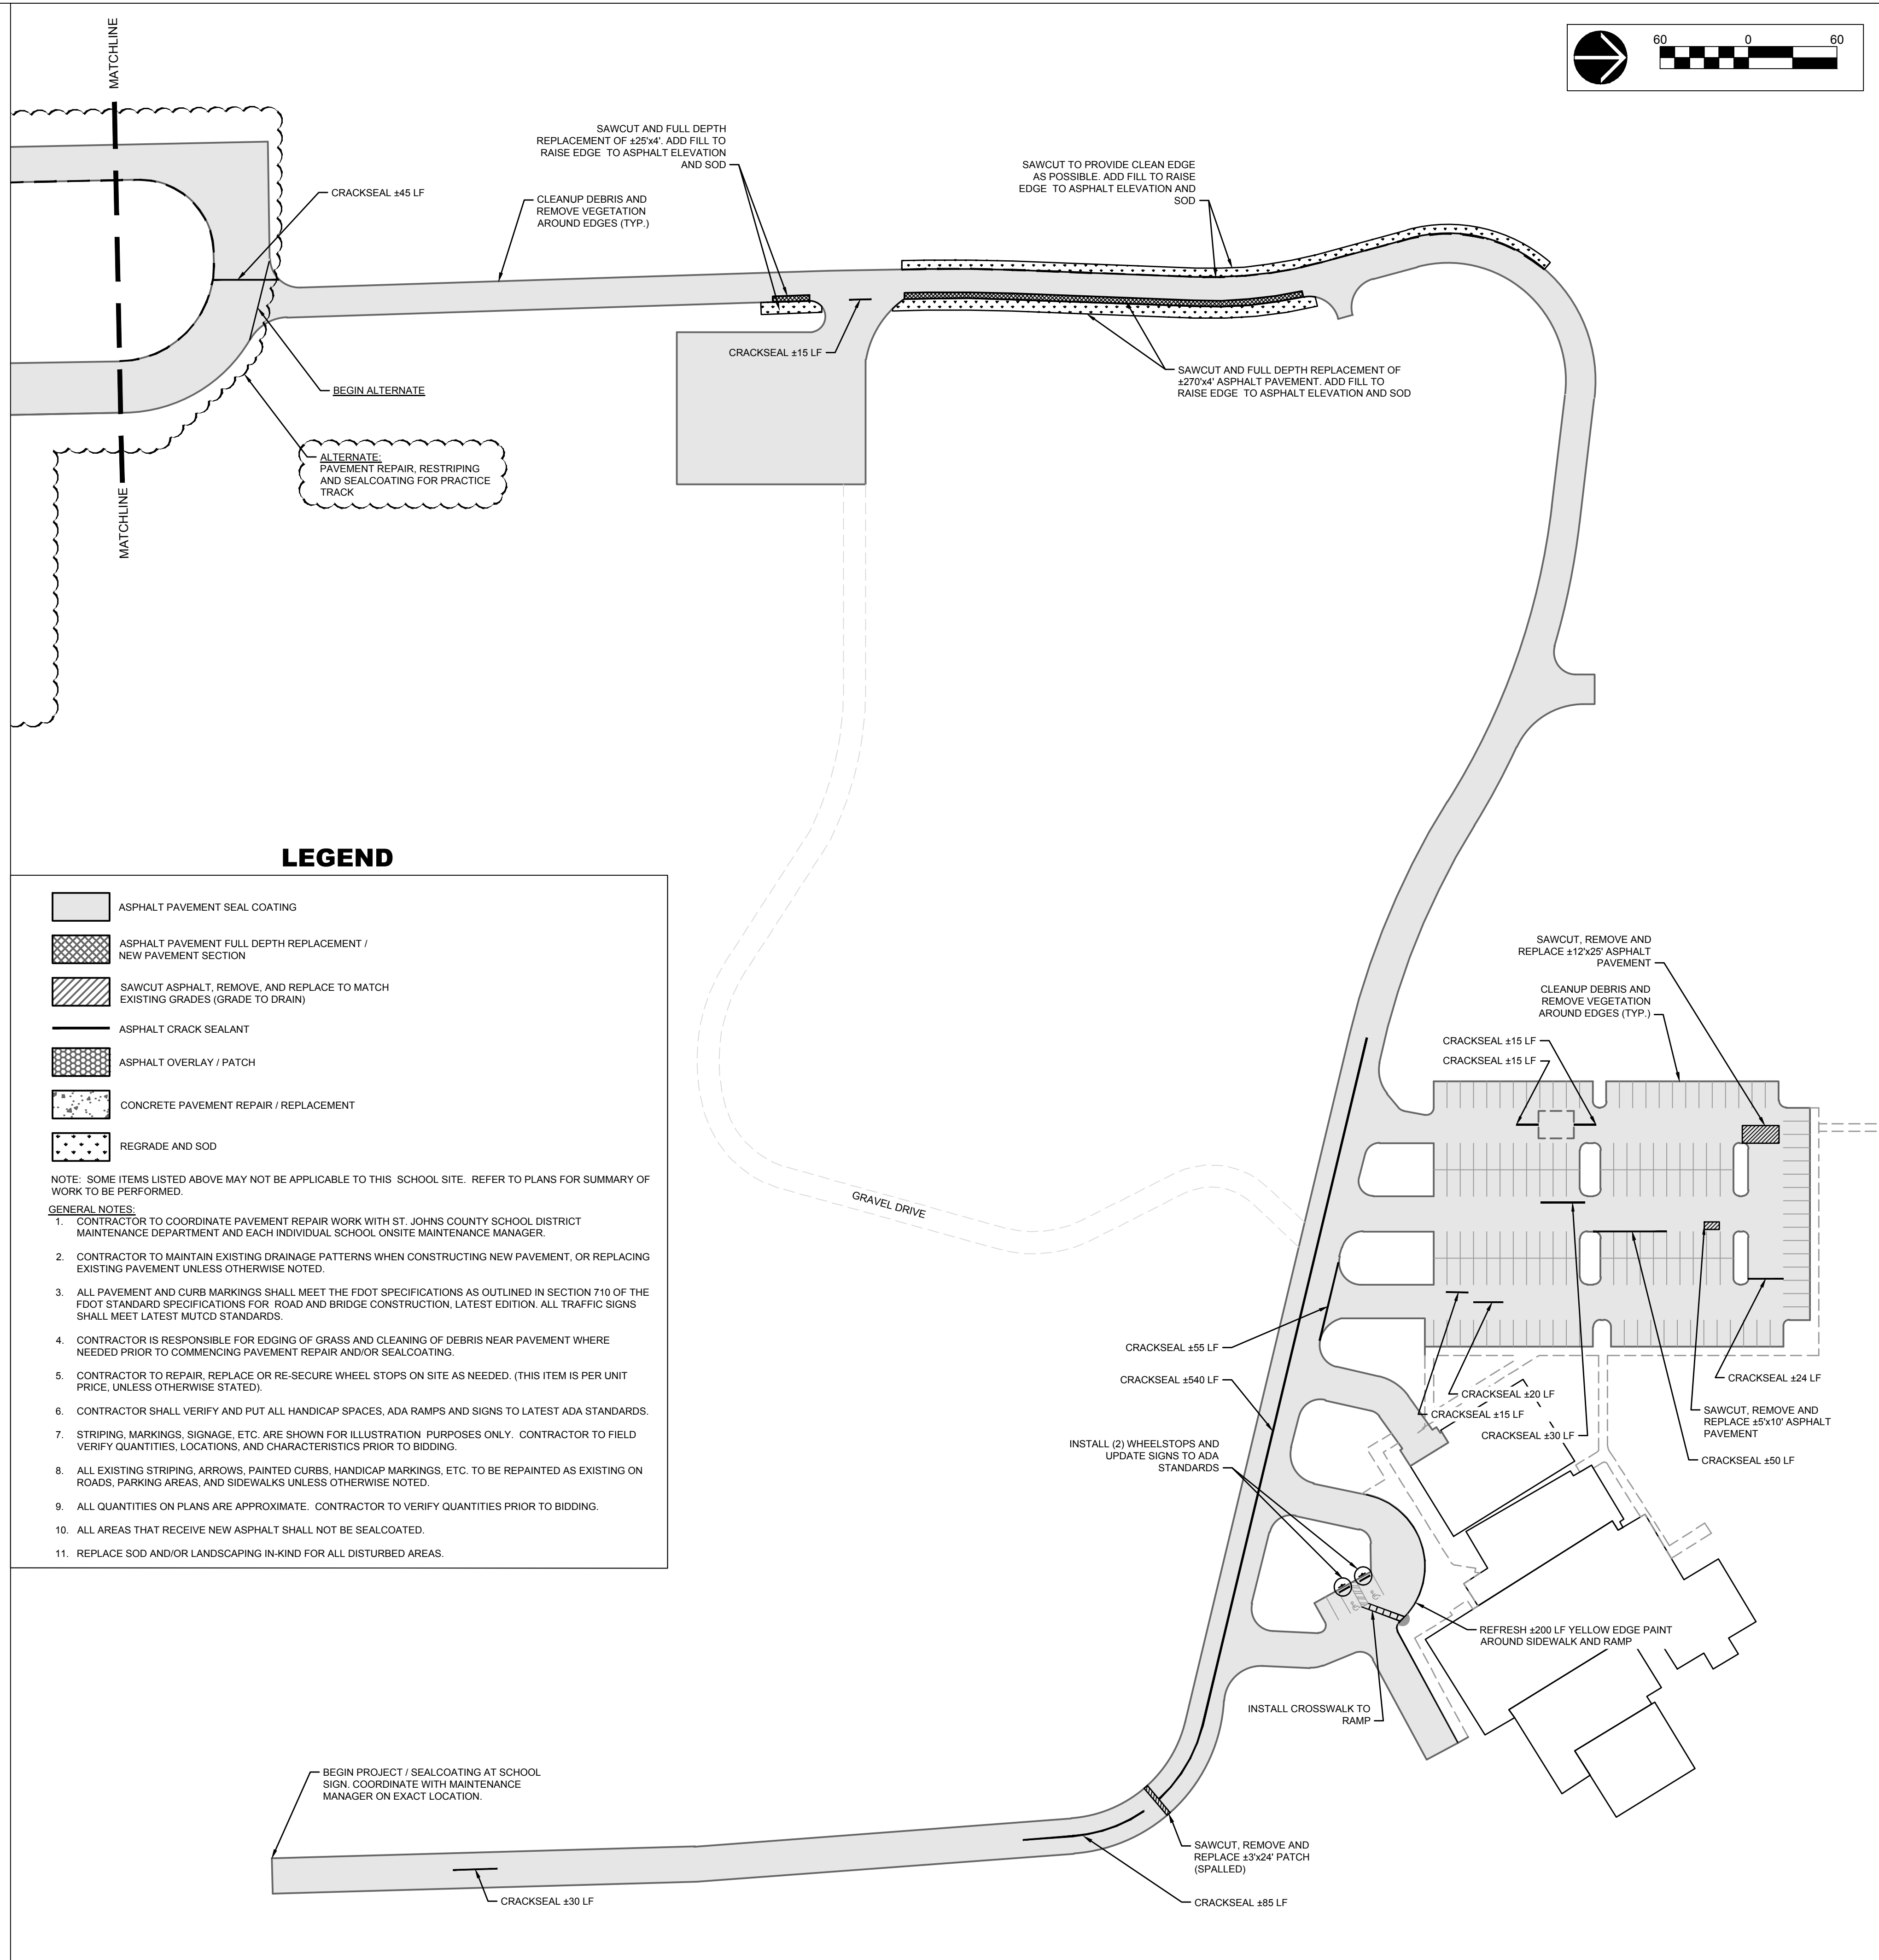 MATCHLINE
60 0 60
SAWCUT AND FULL DEPTH
REPLACEMENT OF ±25'x4'. ADD FILL TO
RAISE EDGE TO ASPHALT ELEVATION
AND SOD
SAWCUT TO PROVIDE CLEAN EDGE
AS POSSIBLE. ADD FILL TO RAISE
EDGE TO ASPHALT ELEVATION AND
SOD
CRACKSEAL ±45 LF
CLEANUP DEBRIS AND
REMOVE VEGETATION
AROUND EDGES (TYP.)
CRACKSEAL ±15 LF
SAWCUT AND FULL DEPTH REPLACEMENT OF
±270'x4' ASPHALT PAVEMENT. ADD FILL TO
RAISE EDGE TO ASPHALT ELEVATION AND SOD
BEGIN ALTERNATE
ALTERNATE:
PAVEMENT REPAIR, RESTRIPING
AND SEALCOATING FOR PRACTICE
TRACK
MATCHLINE
LEGEND
ASPHALT PAVEMENT SEAL COATING
ASPHALT PAVEMENT FULL DEPTH REPLACEMENT /
NEW PAVEMENT SECTION
SAWCUT ASPHALT, REMOVE, AND REPLACE TO MATCH
EXISTING GRADES (GRADE TO DRAIN)
ASPHALT CRACK SEALANT
ASPHALT OVERLAY / PATCH
CONCRETE PAVEMENT REPAIR / REPLACEMENT
REGRADE AND SOD
NOTE: SOME ITEMS LISTED ABOVE MAY NOT BE APPLICABLE TO THIS SCHOOL SITE. REFER TO PLANS FOR SUMMARY OF
WORK TO BE PERFORMED.
GENERAL NOTES:
1. CONTRACTOR TO COORDINATE PAVEMENT REPAIR WORK WITH ST. JOHNS COUNTY SCHOOL DISTRICT
MAINTENANCE DEPARTMENT AND EACH INDIVIDUAL SCHOOL ONSITE MAINTENANCE MANAGER.
2. CONTRACTOR TO MAINTAIN EXISTING DRAINAGE PATTERNS WHEN CONSTRUCTING NEW PAVEMENT, OR REPLACING
EXISTING PAVEMENT UNLESS OTHERWISE NOTED.
3. ALL PAVEMENT AND CURB MARKINGS SHALL MEET THE FDOT SPECIFICATIONS AS OUTLINED IN SECTION 710 OF THE
FDOT STANDARD SPECIFICATIONS FOR ROAD AND BRIDGE CONSTRUCTION, LATEST EDITION. ALL TRAFFIC SIGNS
SHALL MEET LATEST MUTCD STANDARDS.
4. CONTRACTOR IS RESPONSIBLE FOR EDGING OF GRASS AND CLEANING OF DEBRIS NEAR PAVEMENT WHERE
NEEDED PRIOR TO COMMENCING PAVEMENT REPAIR AND/OR SEALCOATING.
5. CONTRACTOR TO REPAIR, REPLACE OR RE-SECURE WHEEL STOPS ON SITE AS NEEDED. (THIS ITEM IS PER UNIT
PRICE, UNLESS OTHERWISE STATED).
6. CONTRACTOR SHALL VERIFY AND PUT ALL HANDICAP SPACES, ADA RAMPS AND SIGNS TO LATEST ADA STANDARDS.
7. STRIPING, MARKINGS, SIGNAGE, ETC. ARE SHOWN FOR ILLUSTRATION PURPOSES ONLY. CONTRACTOR TO FIELD
VERIFY QUANTITIES, LOCATIONS, AND CHARACTERISTICS PRIOR TO BIDDING.
8. ALL EXISTING STRIPING, ARROWS, PAINTED CURBS, HANDICAP MARKINGS, ETC. TO BE REPAINTED AS EXISTING ON
ROADS, PARKING AREAS, AND SIDEWALKS UNLESS OTHERWISE NOTED.
9. ALL QUANTITIES ON PLANS ARE APPROXIMATE. CONTRACTOR TO VERIFY QUANTITIES PRIOR TO BIDDING.
10. ALL AREAS THAT RECEIVE NEW ASPHALT SHALL NOT BE SEALCOATED.
11. REPLACE SOD AND/OR LANDSCAPING IN-KIND FOR ALL DISTURBED AREAS.
GRAVEL DRIVE
SAWCUT, REMOVE AND
REPLACE ±12'x25' ASPHALT
PAVEMENT
CLEANUP DEBRIS AND
REMOVE VEGETATION
AROUND EDGES (TYP.)
CRACKSEAL ±15 LF
CRACKSEAL ±15 LF
CRACKSEAL ±55 LF
CRACKSEAL ±540 LF
CRACKSEAL ±24 LF
CRACKSEAL ±20 LF
CRACKSEAL ±15 LF
SAWCUT, REMOVE AND
REPLACE ±5'x10' ASPHALT
PAVEMENT
CRACKSEAL ±30 LF
CRACKSEAL ±50 LF
INSTALL (2) WHEELSTOPS AND
UPDATE SIGNS TO ADA
STANDARDS
REFRESH ±200 LF YELLOW EDGE PAINT
AROUND SIDEWALK AND RAMP
INSTALL CROSSWALK TO
RAMP
BEGIN PROJECT / SEALCOATING AT SCHOOL
SIGN. COORDINATE WITH MAINTENANCE
MANAGER ON EXACT LOCATION.
SAWCUT, REMOVE AND
REPLACE ±3'x24' PATCH
(SPALLED)
CRACKSEAL ±30 LF
CRACKSEAL ±85 LF